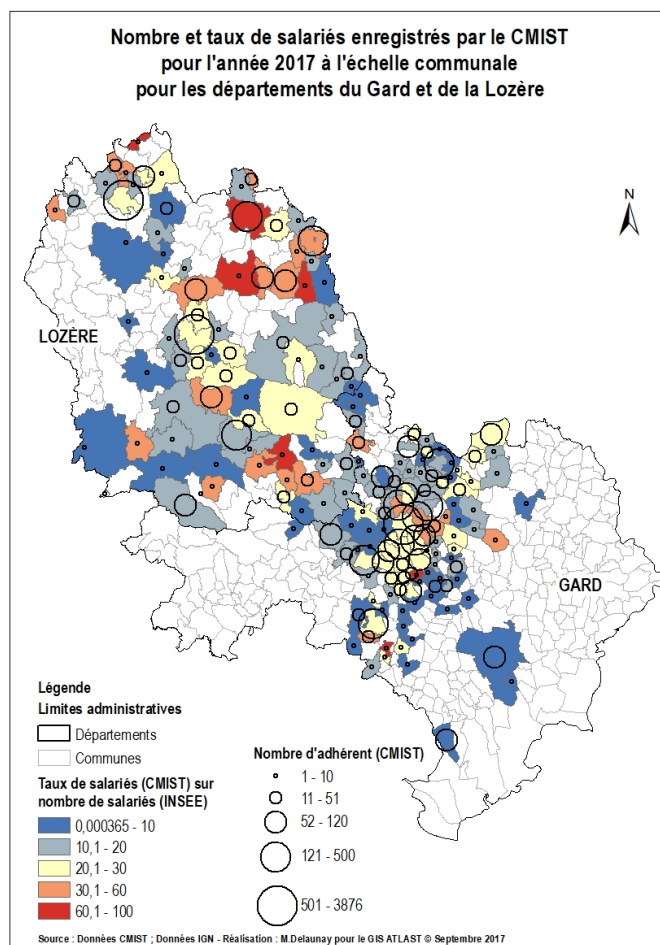 Nombre et taux de salariés enregistrés par le CMIST
pour l'année 2017 à l'échelle communale
pour les départements du Gard et de la Lozère
N
LOZÈRE
GARD
Légende
Limites administratives
Départements
Communes
Taux de salariés (CMIST) sur
nombre de salariés (INSEE)
0,000365 - 10
10,1 - 20
20,1 - 30
30,1 - 60
60,1 - 100
Nombre d'adhérent (CMIST)
1 - 10
11 - 51
52 - 120
121 - 500
501 - 3876
Source : Données CMIST ; Données IGN - Réalisation : M.Delaunay pour le GIS ATLAST © Septembre 2017